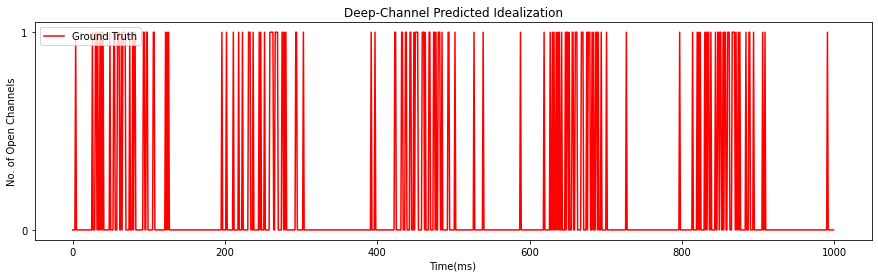 Deep-Channel Predicted Idealization
Ground Truth
1
No. of Open Channels
0
0 200 400 600 800 1000
Time(ms)